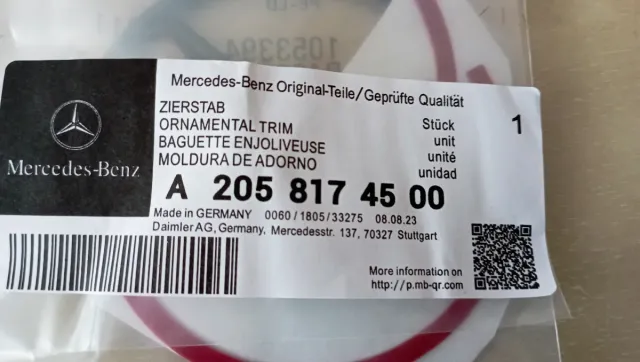 1053394
Mercedes-Benz Original-Teile/Geprüfte Qualität
ZIERSTAB
ORNAMENTAL TRIM
BAGUETTE ENJOLIVEUSE
MOLDURA DE ADORNO
Stück
unit
unité
unidad
1
Mercedes-Benz
A 205 817 45 00
Made in GERMANY 0060/1805/33275 08.08.23
Daimler AG, Germany, Mercedesstr. 137, 70327 Stuttgart
More information on
http://p.mb-qr.com/